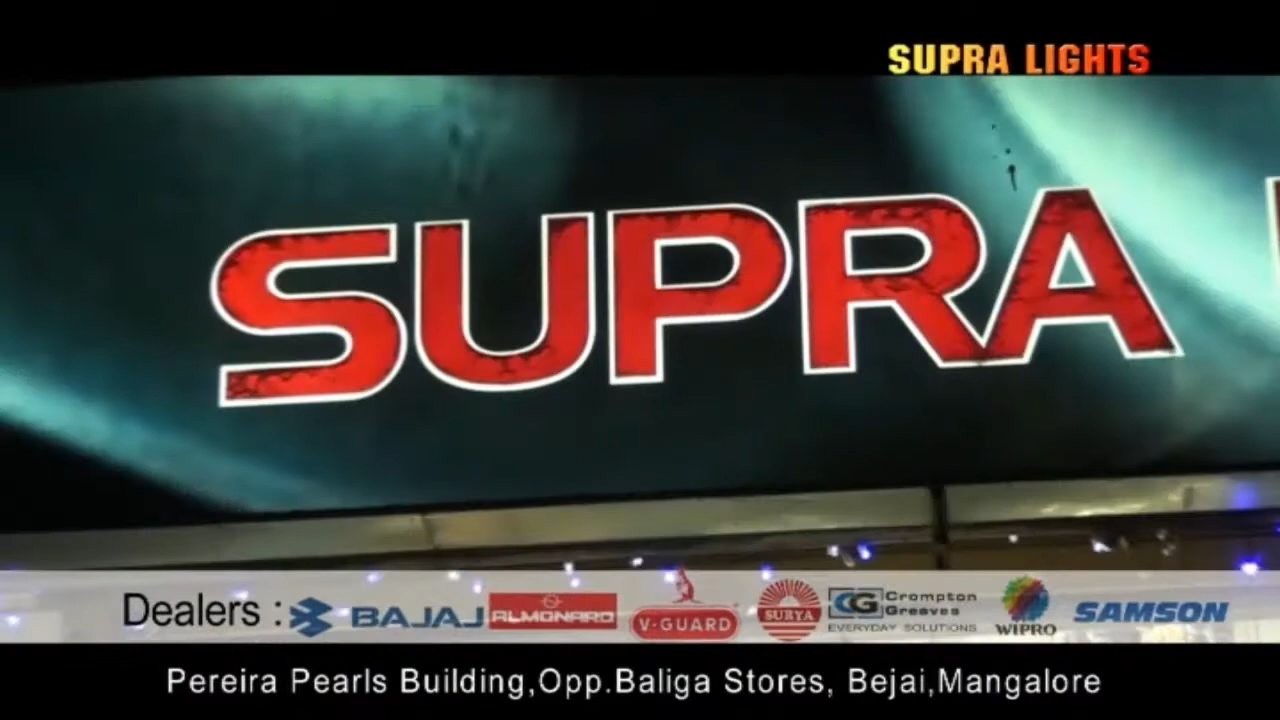 SUPRA LIGHTS
SUPRA
Dealers : BAJAJ ALMONARD V-GUARD SURYA CG Crompton Greaves EVERYDAY SOLUTIONS WIPRO SAMSON
Pereira Pearls Building,Opp.Baliga Stores, Bejai,Mangalore